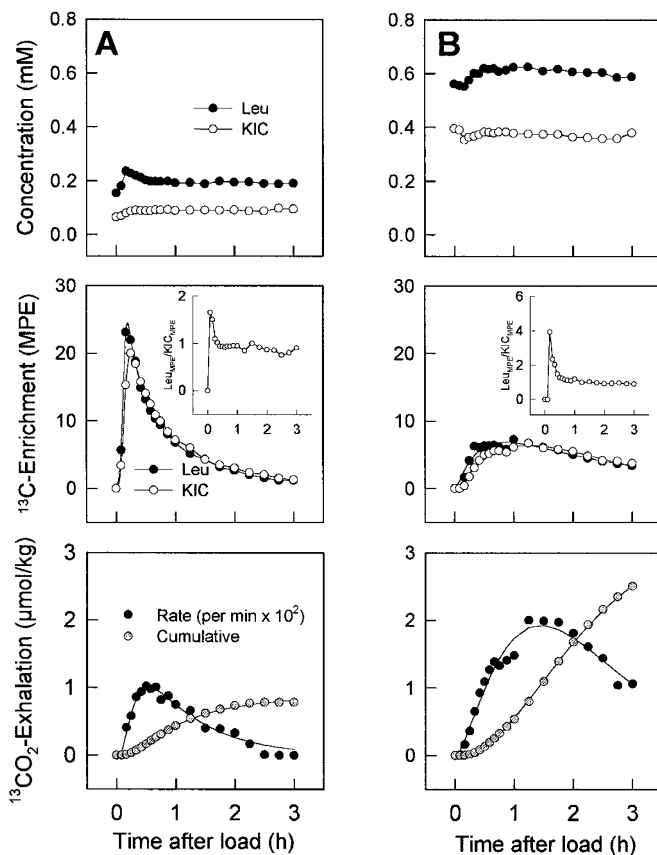 A
B
Concentration (mM)
0.8
0.6
0.4
0.2
0.0
Leu
KIC
0.8
0.6
0.4
0.2
0.0
¹³C-Enrichment (MPE)
30
20
10
0
Leu_MPE/KIC_MPE
2
1
0
0 1 2 3
Leu
KIC
30
20
10
0
Leu_MPE/KIC_MPE
6
4
2
0
0 1 2 3
¹³CO₂-Exhalation (µmol/kg)
3
2
1
0
Rate (per min x 10²)
Cumulative
0 1 2 3
Time after load (h)
3
2
1
0
0 1 2 3
Time after load (h)